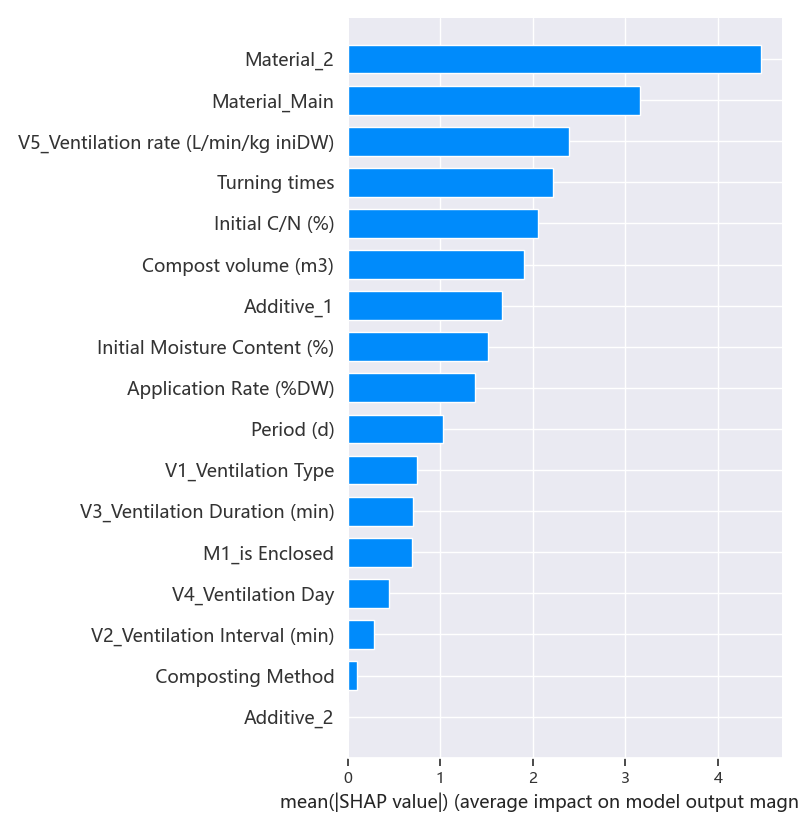 Material_2
Material_Main
V5_Ventilation rate (L/min/kg iniDW)
Turning times
Initial C/N (%)
Compost volume (m3)
Additive_1
Initial Moisture Content (%)
Application Rate (%DW)
Period (d)
V1_Ventilation Type
V3_Ventilation Duration (min)
M1_is Enclosed
V4_Ventilation Day
V2_Ventilation Interval (min)
Composting Method
Additive_2
0 1 2 3 4
mean(|SHAP value|) (average impact on model output magn